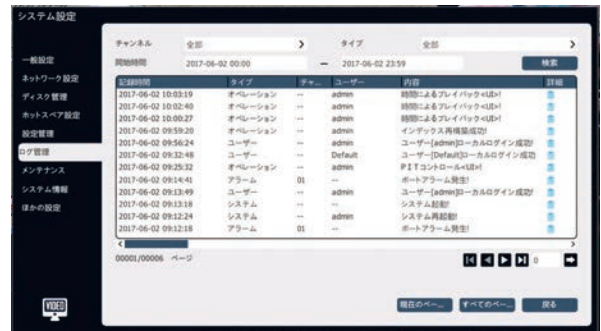 システム設定
一般設定
ネットワーク設定
ディスク管理
ホットスペア設定
設定管理
ログ管理
メンテナンス
システム情報
ほかの設定
VIDEO
チャンネル 全部 > タイプ 全部 >
開始時間 2017-06-02 00:00 - 2017-06-02 23:59 検索
記録時間 タイプ チャ... ユーザー 内容 詳細
2017-06-02 10:03:19 オペレーション -- admin 時間によるプレイバック<UI>!
2017-06-02 10:02:40 オペレーション -- admin 時間によるプレイバック<UI>!
2017-06-02 10:00:27 オペレーション -- admin 時間によるプレイバック<UI>!
2017-06-02 09:59:20 オペレーション -- admin インデックス再構築成功!
2017-06-02 09:56:24 ユーザー -- admin ユーザー[admin]ローカルログイン成功!
2017-06-02 09:32:48 ユーザー -- Default ユーザー[Default]ローカルログイン成功
2017-06-02 09:25:32 オペレーション -- admin PITコントロール<UI>!
2017-06-02 09:14:41 アラーム 01 -- ポートアラーム発生!
2017-06-02 09:13:49 ユーザー -- admin ユーザー[admin]ローカルログイン成功!
2017-06-02 09:13:18 システム -- -- システム起動!
2017-06-02 09:12:24 システム -- admin システム再起動!
2017-06-02 09:12:18 アラーム 01 -- ポートアラーム発生!
00001/00006 ページ 0
現在のペー... すべてのペー... 戻る